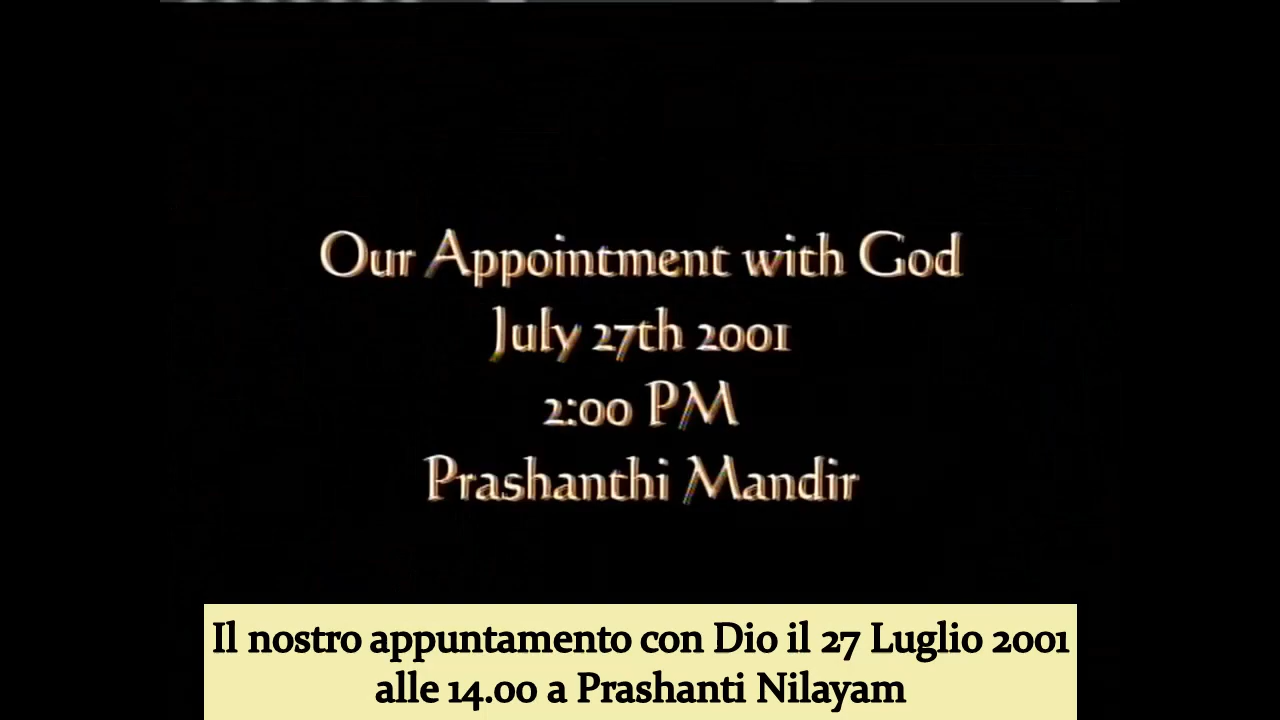 Our Appointment with God
July 27th 2001
2:00 PM
Prashanthi Mandir
Il nostro appuntamento con Dio il 27 Luglio 2001
alle 14.00 a Prashanti Nilayam